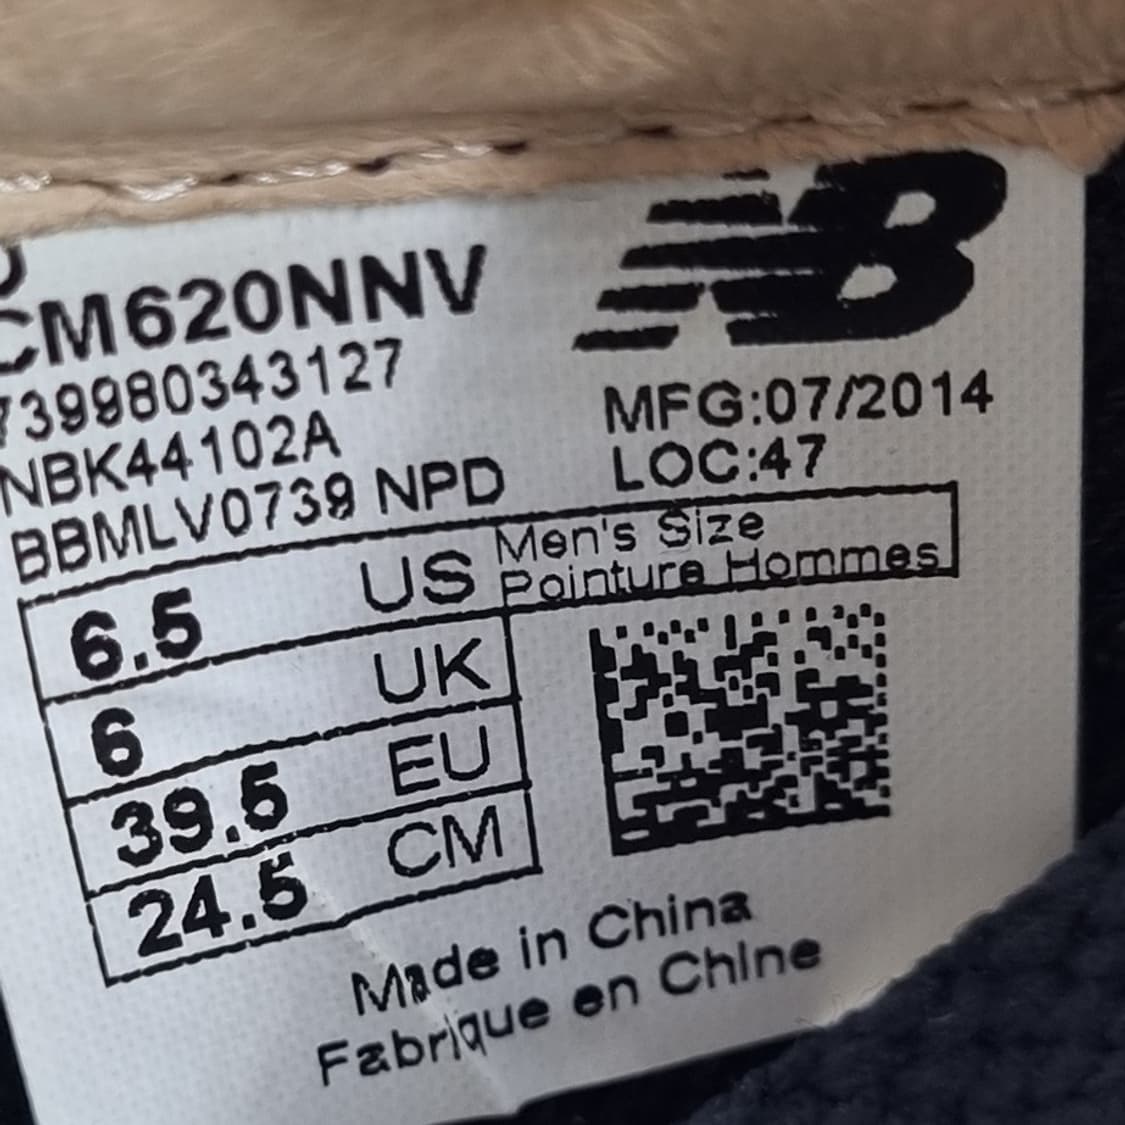 CM620NNV
NB
739980343127
NBK44102A
BBMLV0739 NPD
MFG:07/2014
LOC:47
6.5 US Men's Size
Pointure Hommes
6 UK
39.5 EU
24.5 CM
Made in China
Fabrique en Chine